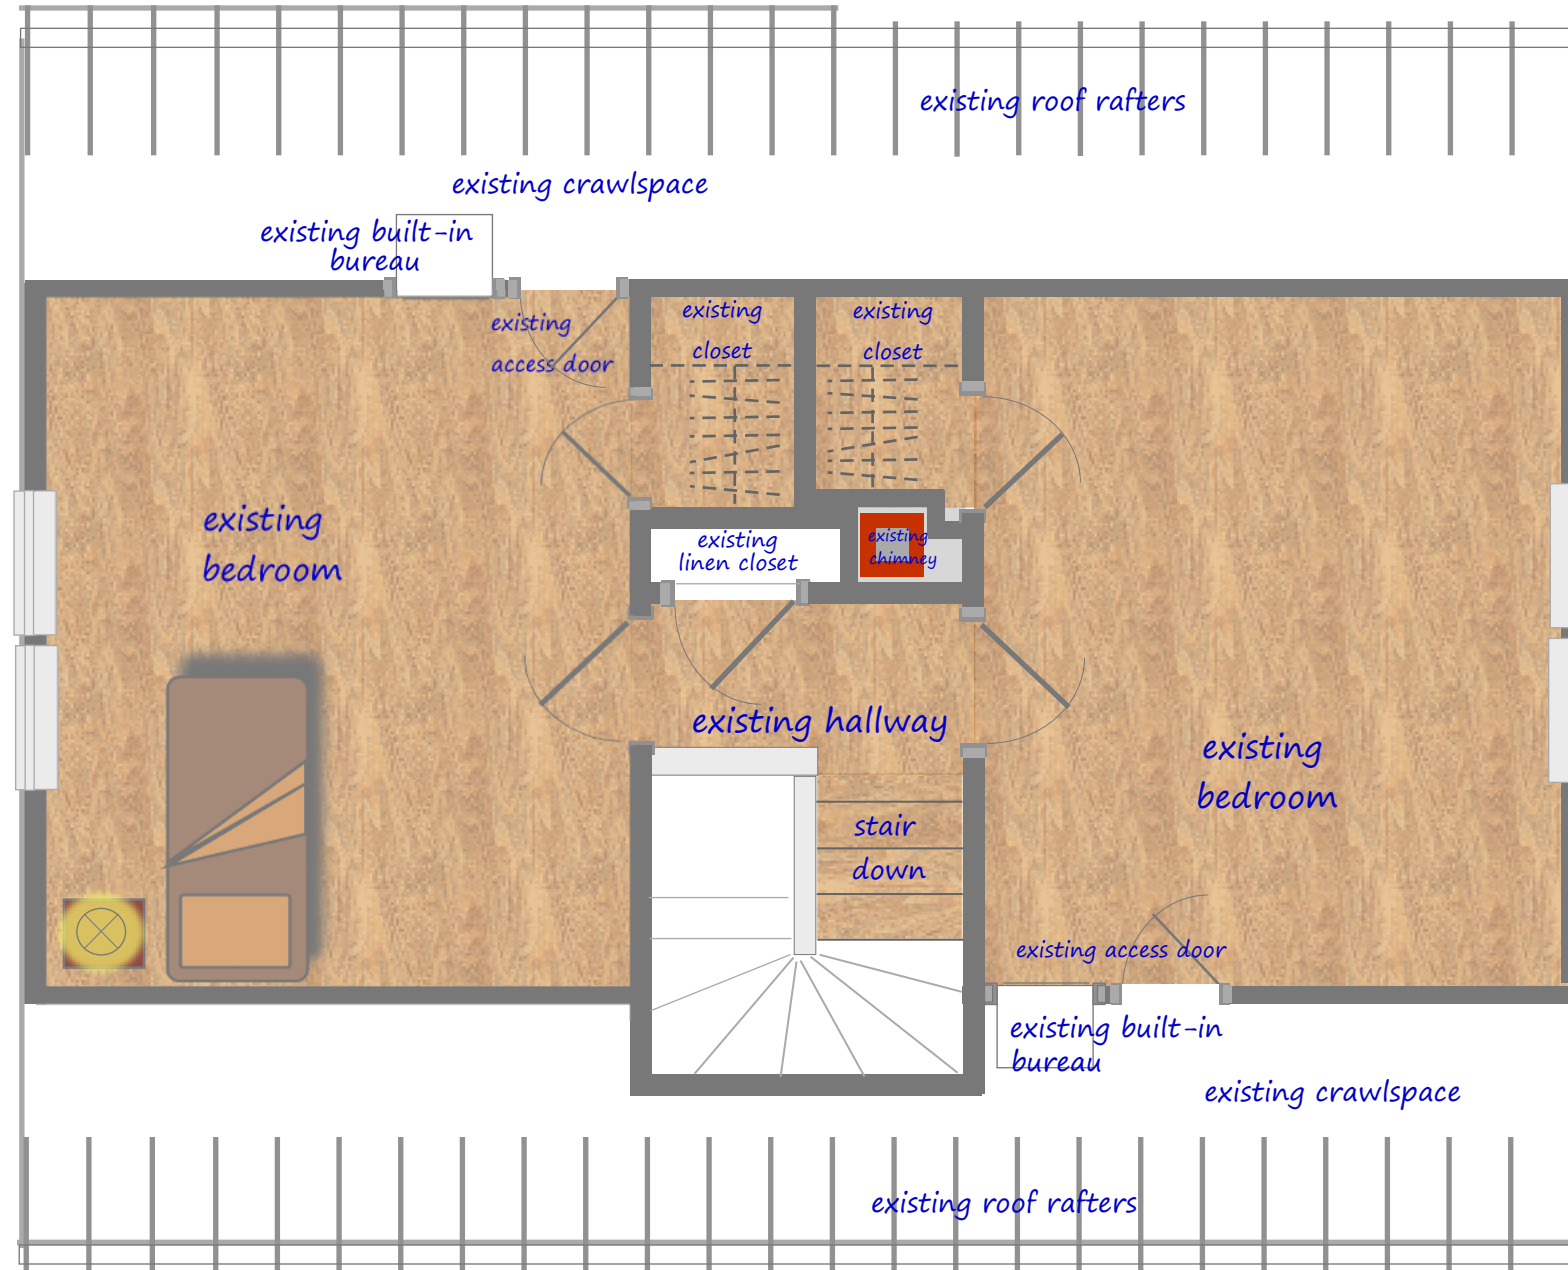 existing roof rafters
existing crawlspace
existing built-in
bureau
existing
access door
existing
closet
existing
closet
existing
bedroom
existing
linen closet
existing
chimney
existing hallway
existing
bedroom
stair
down
existing access door
existing built-in
bureau
existing crawlspace
existing roof rafters